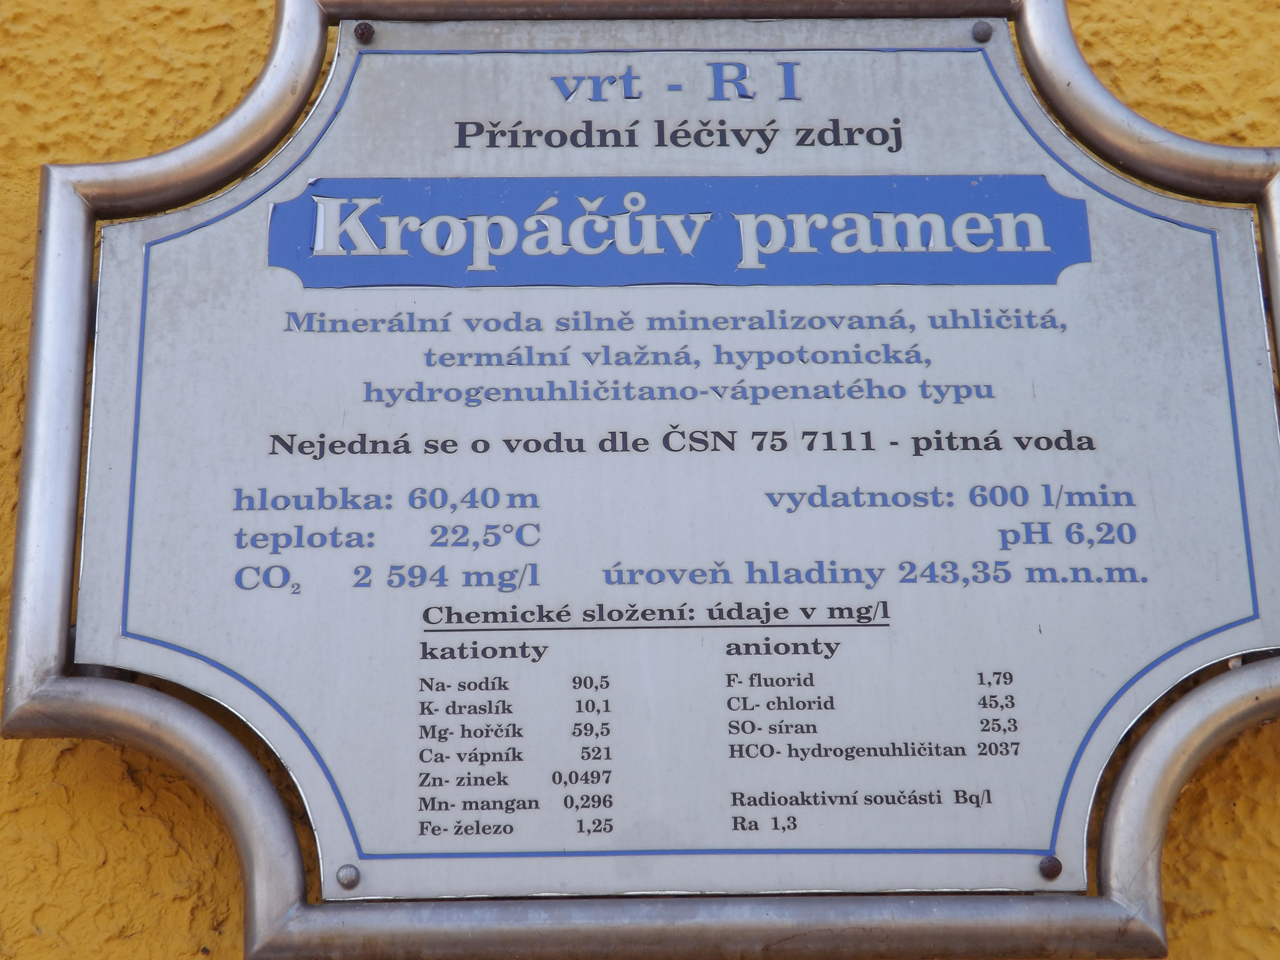 vrt - R I
Přírodní léčivý zdroj
Kropáčův pramen
Minerální voda silně mineralizovaná, uhličitá,
termální vlažná, hypotonická,
hydrogenuhličitano-vápenatého typu
Nejedná se o vodu dle ČSN 75 7111 - pitná voda
hloubka: 60,40 m vydatnost: 600 l/min
teplota: 22,5°C pH 6,20
CO₂ 2 594 mg/l úroveň hladiny 243,35 m.n.m.
Chemické složení: údaje v mg/l
kationty anionty
Na- sodík 90,5 F- fluorid 1,79
K- draslík 10,1 CL- chlorid 45,3
Mg- hořčík 59,5 SO- síran 25,3
Ca- vápník 521 HCO- hydrogenuhličitan 2037
Zn- zinek 0,0497
Mn- mangan 0,296 Radioaktivní součásti Bq/l
Fe- železo 1,25 Ra 1,3